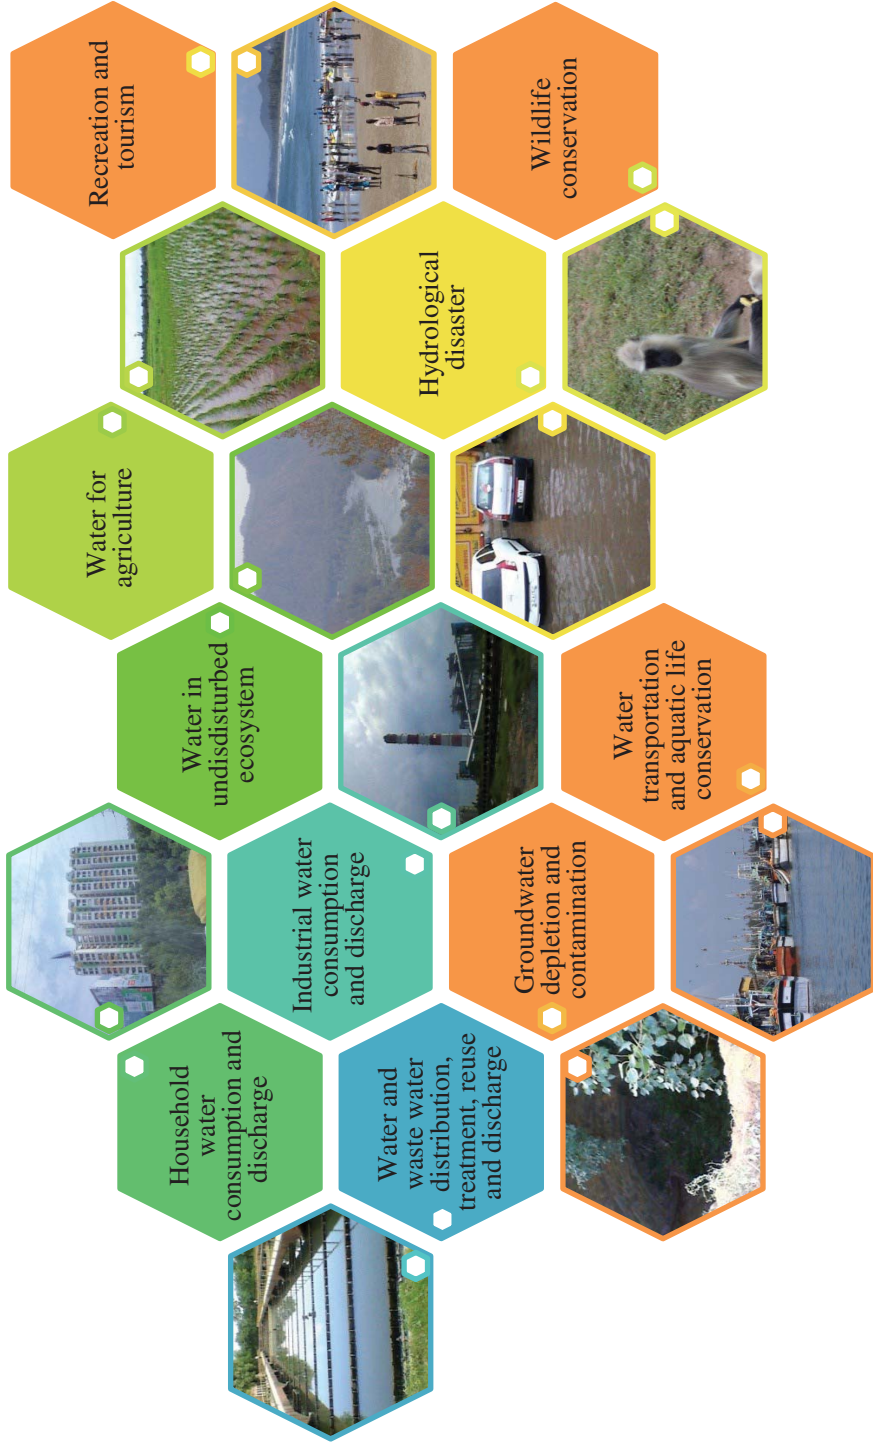 Water for
agriculture
Recreation and
tourism
Household
water
consumption and
discharge
Water in
undisdisturbed
ecosystem
Industrial water
consumption
and discharge
Water and
waste water
distribution,
treatment, reuse
and discharge
Hydrological
disaster
Groundwater
depletion and
contamination
Wildlife
conservation
Water
transportation
and aquatic life
conservation